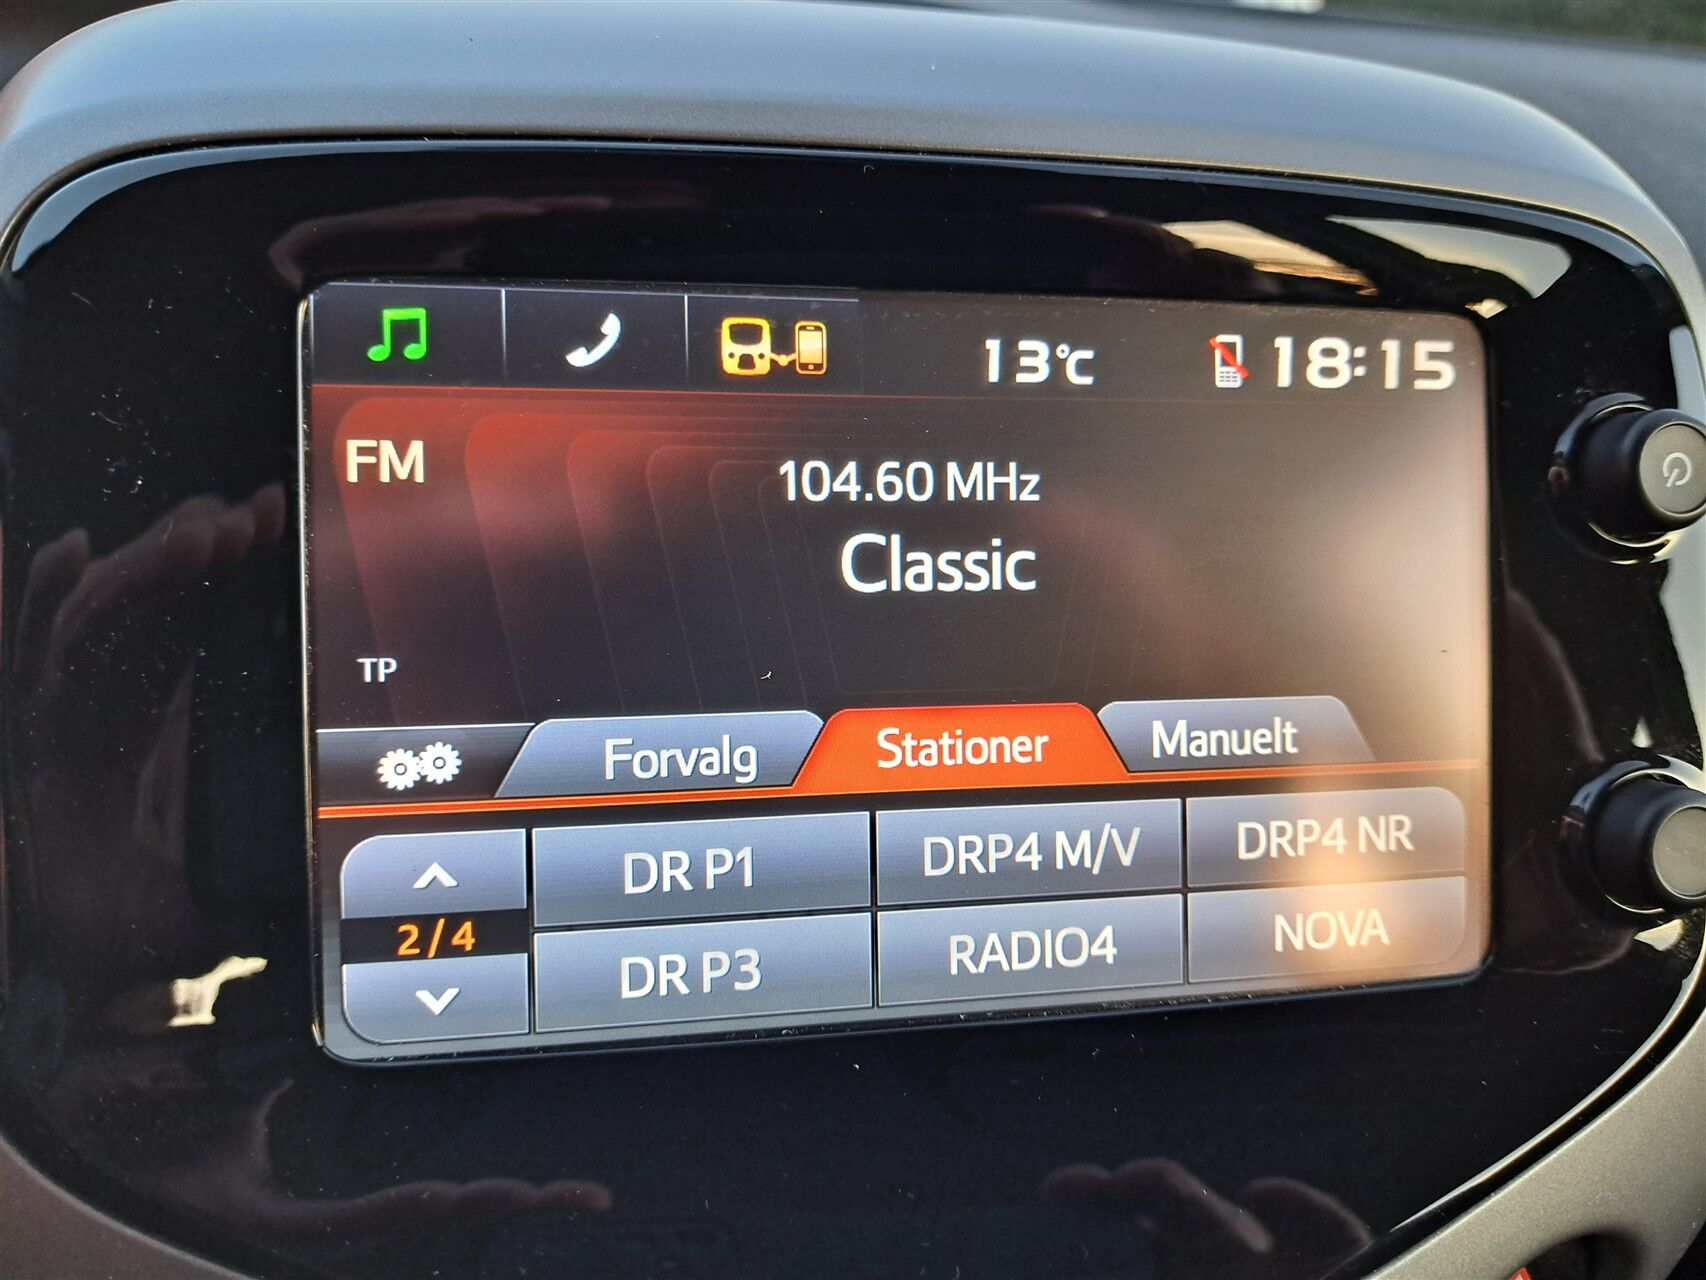 13°C
18:15
FM
104.60 MHz
Classic
TP
Forvalg
Stationer
Manuelt
DR P1
DRP4 M/V
DRP4 NR
2/4
DR P3
RADIO4
NOVA